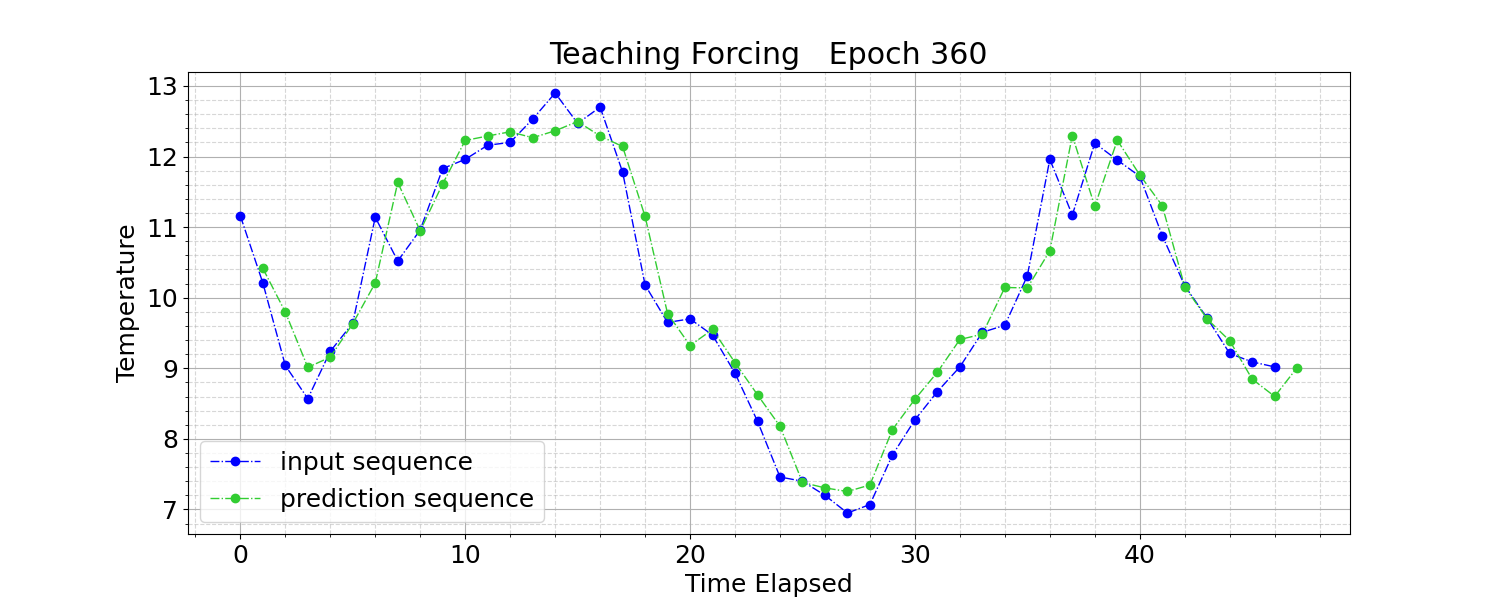 Teaching Forcing   Epoch 360
13
12
11
10
9
8
7
Temperature
input sequence
prediction sequence
0 10 20 30 40
Time Elapsed